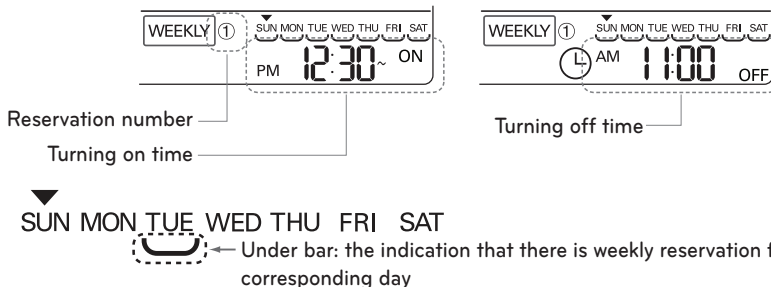 WEEKLY ① SUN MON TUE WED THU FRI SAT
PM 12:30~ ON
WEEKLY ① SUN MON TUE WED THU FRI SAT
AM 11:00 OFF
Reservation number
Turning on time
Turning off time
SUN MON TUE WED THU FRI SAT
Under bar: the indication that there is weekly reservation
corresponding day